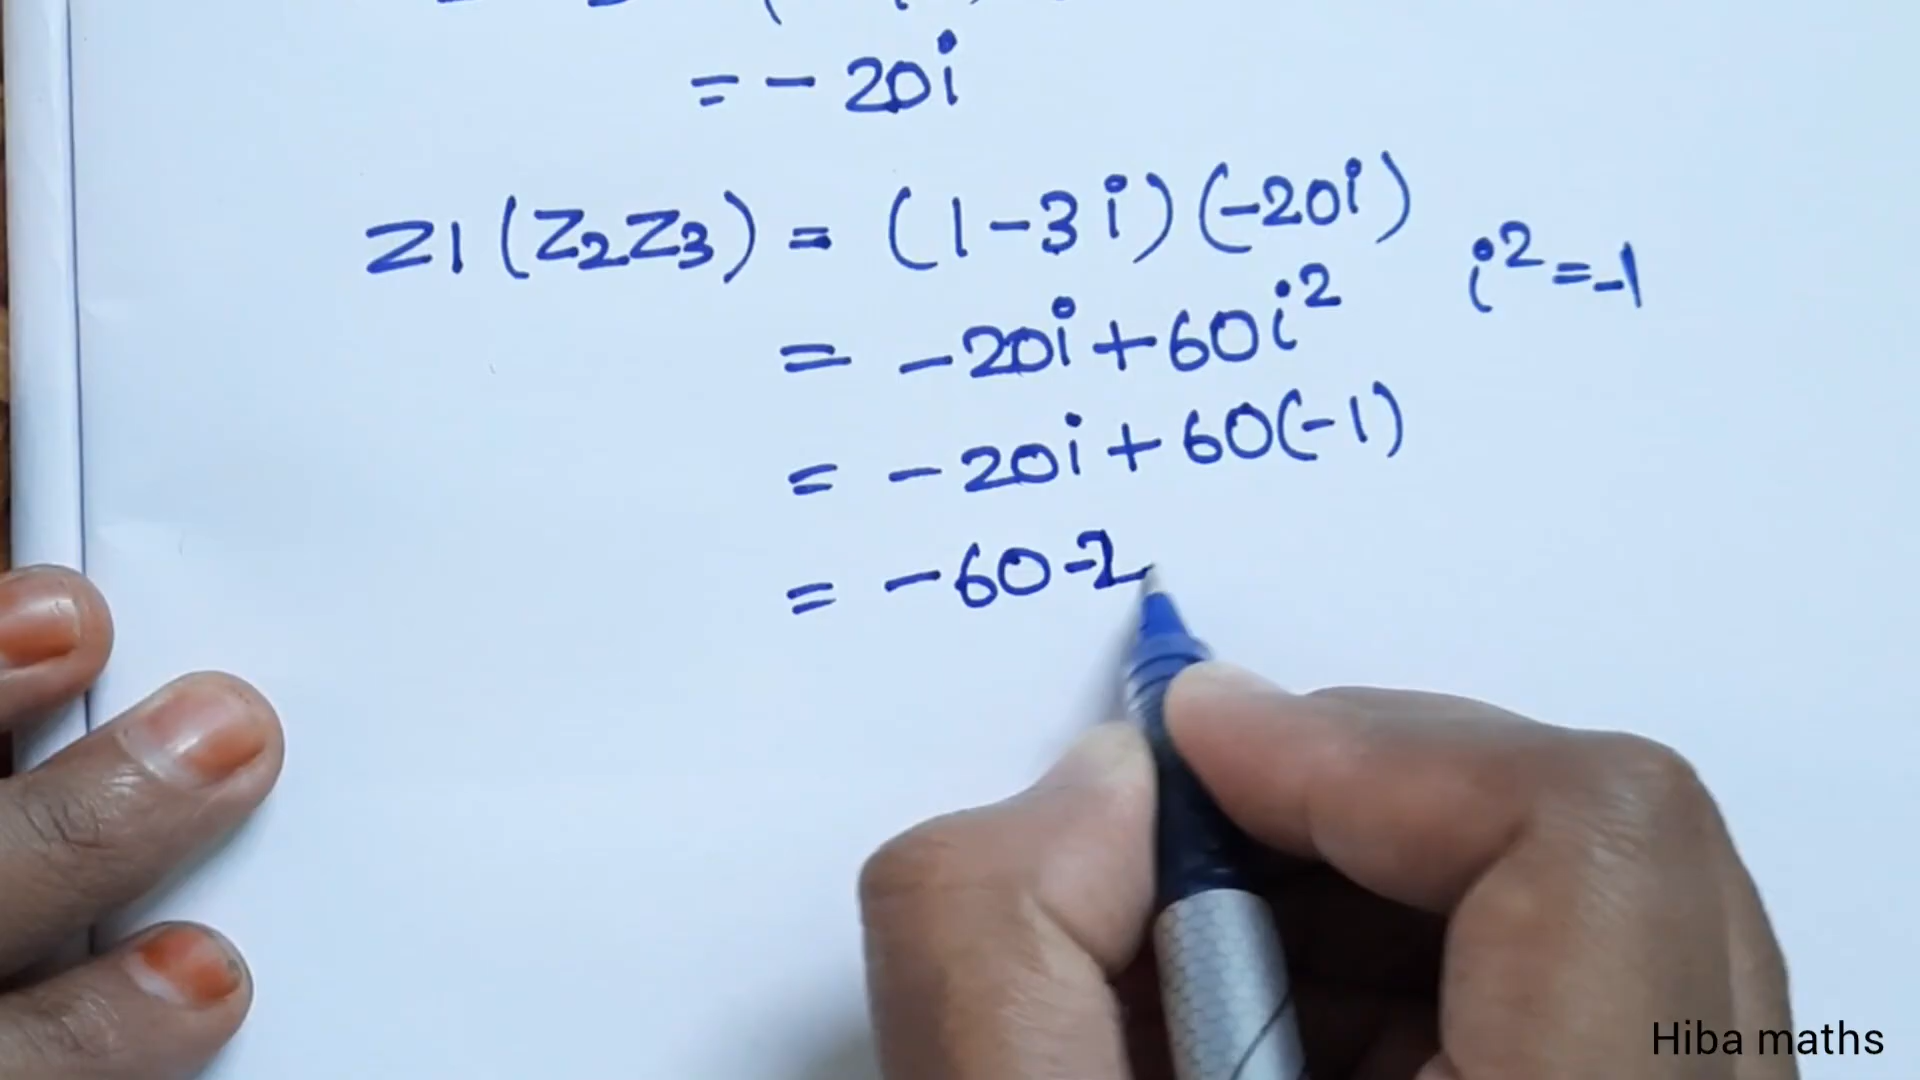 = - 20i
Z1(Z₂Z₃) = (1-3i)(-20i)
i² = -1
= -20i + 60i²
= -20i + 60(-1)
= -60-2
Hiba maths